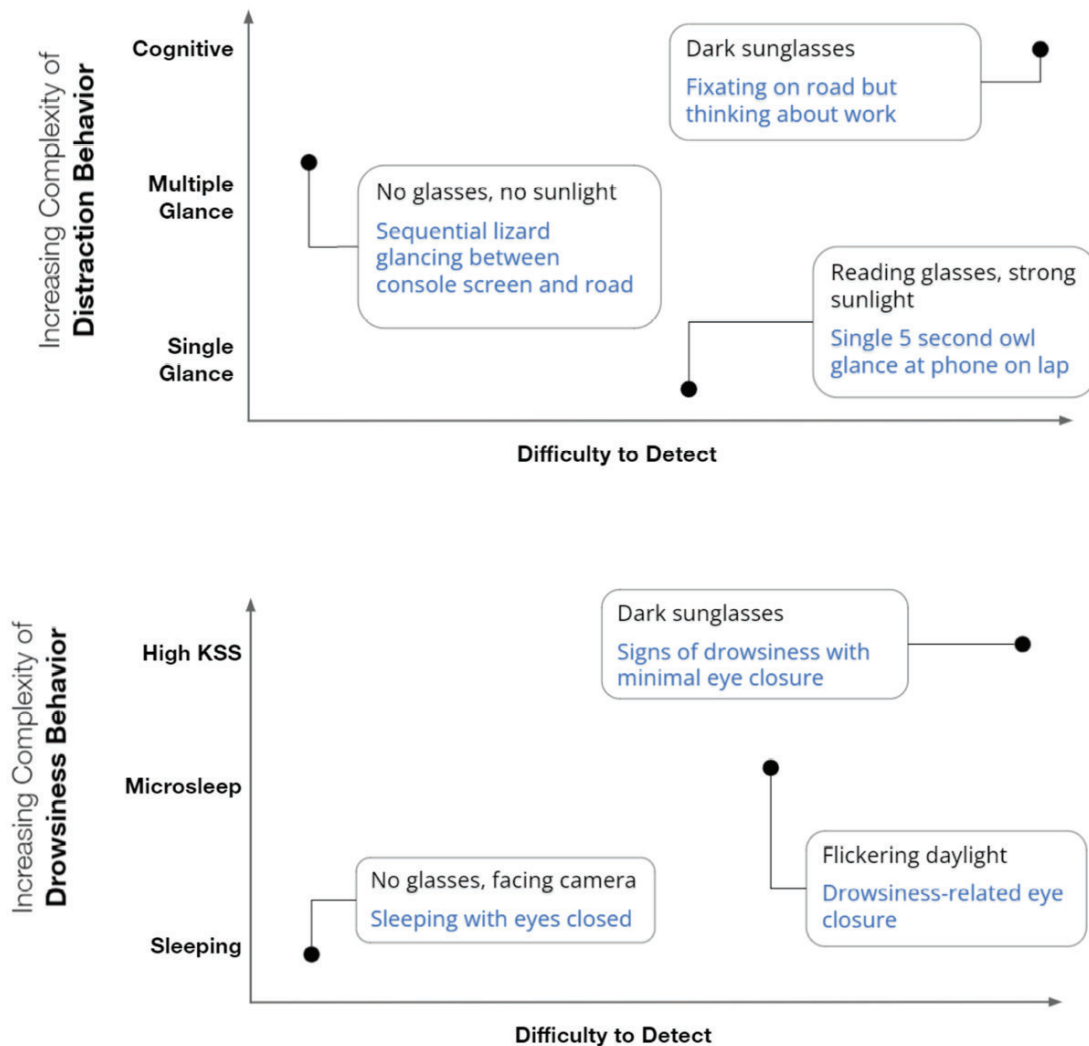 Increasing Complexity of
Distraction Behavior
Cognitive
Dark sunglasses
Fixating on road but
thinking about work
Multiple
Glance
No glasses, no sunlight
Sequential lizard
glancing between
console screen and road
Reading glasses, strong
sunlight
Single 5 second owl
glance at phone on lap
Single
Glance
Difficulty to Detect
Increasing Complexity of
Drowsiness Behavior
High KSS
Dark sunglasses
Signs of drowsiness with
minimal eye closure
Microsleep
Flickering daylight
Drowsiness-related eye
closure
No glasses, facing camera
Sleeping with eyes closed
Sleeping
Difficulty to Detect